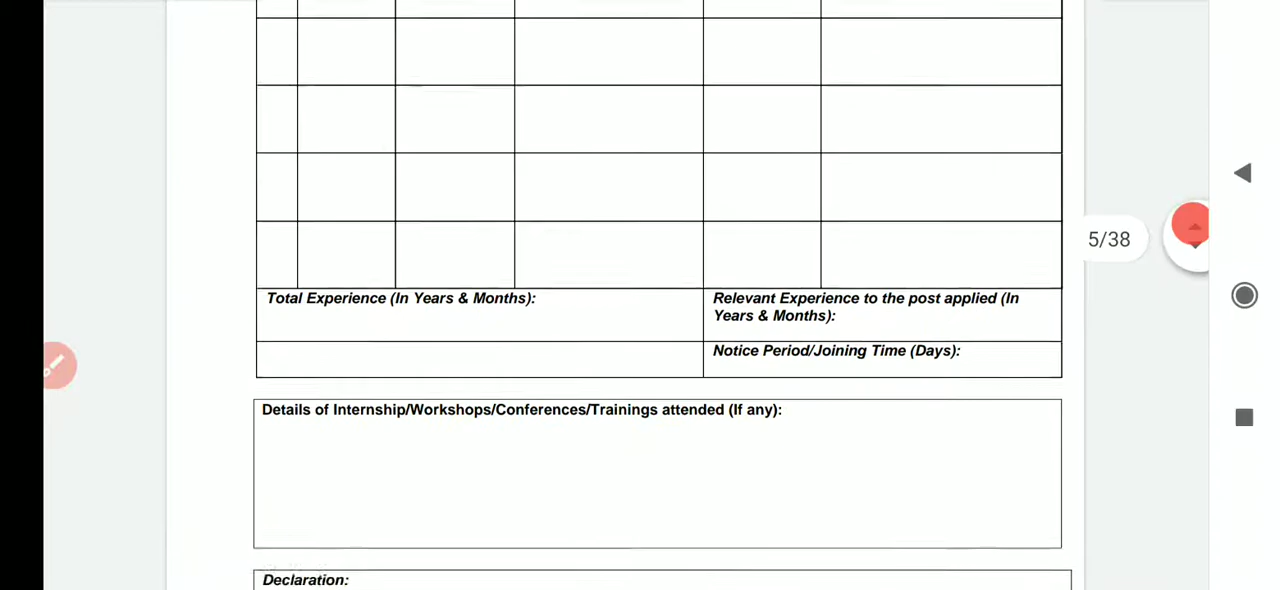 Total Experience (In Years & Months):
Relevant Experience to the post applied (In
Years & Months):
Notice Period/Joining Time (Days):
5/38
Details of Internship/Workshops/Conferences/Trainings attended (If any):
Declaration: